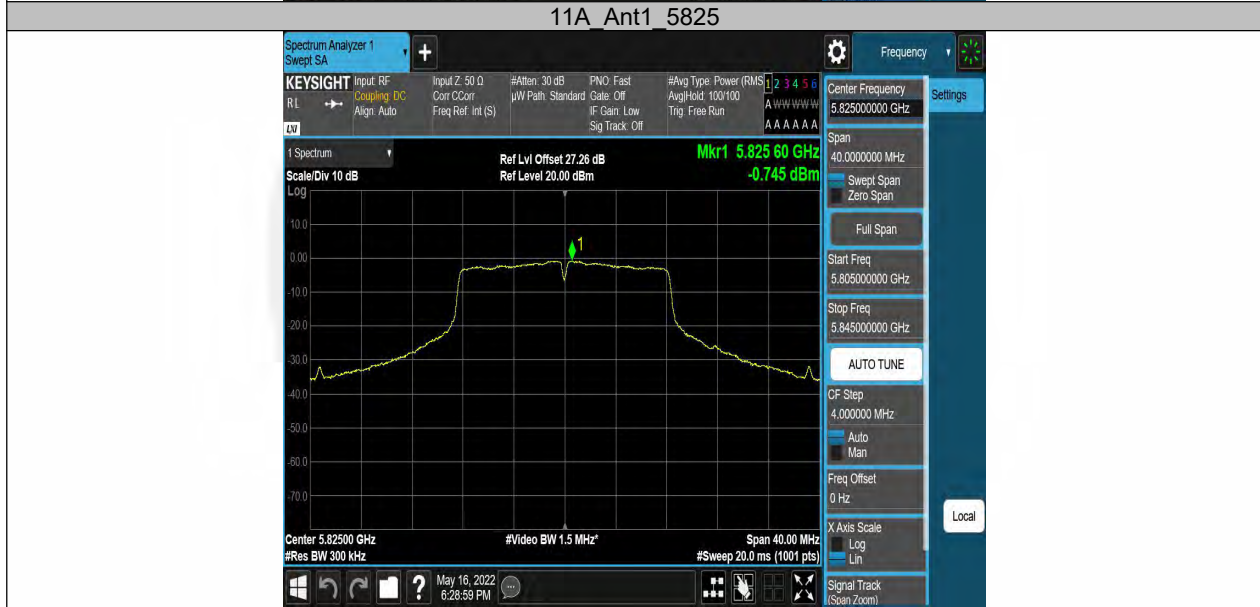 11A_Ant1_5825
Spectrum Analyzer 1
Swept SA
+
Frequency
KEYSIGHT
Input: RF
Input Z: 50 Ω
#Atten: 30 dB
PNO: Fast
#Avg Type: Power (RMS
1 2 3 4 5 6
RL
Coupling: DC
Corr CCorr
µW Path: Standard
Gate: Off
Avg|Hold: 100/100
A W W W W W
Align: Auto
Freq Ref: Int (S)
IF Gain: Low
Trig: Free Run
LXI
Sig Track: Off
A A A A A A
Center Frequency
5.825000000 GHz
Settings
1 Spectrum
Ref Lvl Offset 27.26 dB
Mkr1 5.825 60 GHz
Scale/Div 10 dB
Ref Level 20.00 dBm
-0.745 dBm
Log
10.0
0.00
-10.0
-20.0
-30.0
-40.0
-50.0
-60.0
-70.0
1
Span
40.0000000 MHz
Swept Span
Zero Span
Full Span
Start Freq
5.805000000 GHz
Stop Freq
5.845000000 GHz
AUTO TUNE
CF Step
4.000000 MHz
Auto
Man
Freq Offset
0 Hz
X Axis Scale
Log
Lin
Local
Signal Track
(Span Zoom)
Center 5.82500 GHz
#Video BW 1.5 MHz*
Span 40.00 MHz
#Res BW 300 kHz
#Sweep 20.0 ms (1001 pts)
?
May 16, 2022
6:28:59 PM